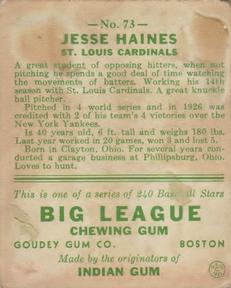 — No. 73 —
JESSE HAINES
ST. LOUIS CARDINALS
A great student of opposing hitters, when not
pitching he spends a good deal of time watching
the movements of batters. Working his 14th
season with St. Louis Cardinals. A great knuckle
ball pitcher.
Pitched in 4 world series and in 1926 was
credited with 2 of his team's 4 victories over the
New York Yankees.
Is 40 years old, 6 ft. tall and weighs 180 lbs.
Last year worked in 20 games, won 3 and lost 5.
Born in Clayton, Ohio. For several years con-
ducted a garage business at Phillipsburg, Ohio.
Loves to hunt.
This is one of a series of 240 Baseball Stars
BIG LEAGUE
CHEWING GUM
GOUDEY GUM CO. BOSTON
Made by the originators of
INDIAN GUM